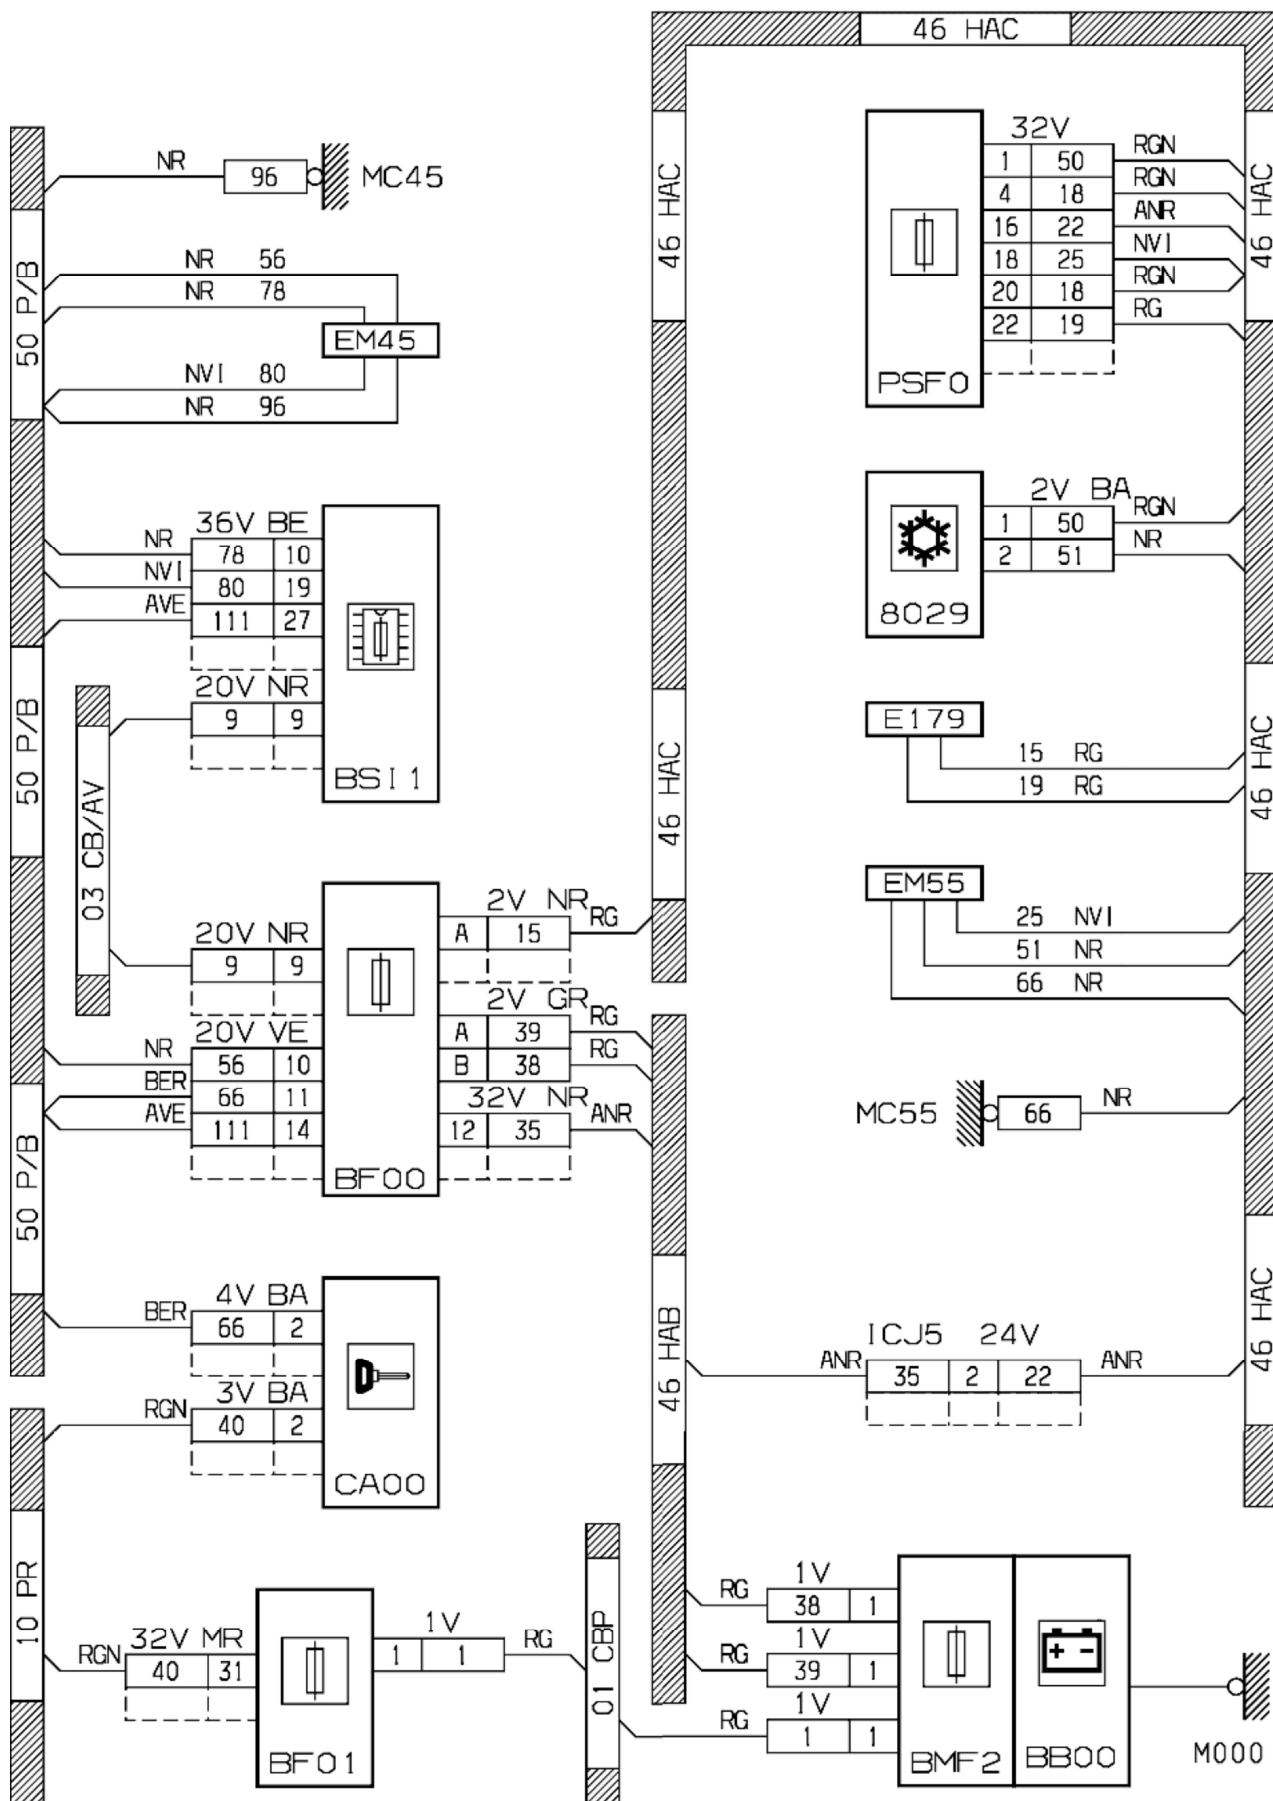 46 HAC
32V
1 50 RGN
4 18 RGN
16 22 ANR
18 25 NVI
20 18 RGN
22 19 RG
PSF0
46 HAC
46 HAC
NR 96 MC45
NR 56
NR 78
EM45
NVI 80
NR 96
50 P/B
2V BA
1 50 RGN
2 51 NR
8029
36V BE
NR 78 10
NVI 80 19
AVE 111 27
20V NR
9 9
BSI1
50 P/B
03 CB/AV
46 HAC
46 HAC
E179
15 RG
19 RG
EM55
25 NVI
51 NR
66 NR
20V NR
9 9
2V NR
A 15 RG
2V GR
A 39 RG
B 38 RG
20V VE
NR 56 10
BER 66 11
AVE 111 14
32V NR
12 35 ANR
BF00
50 P/B
MC55 66 NR
4V BA
BER 66 2
3V BA
RGN 40 2
CA00
46 HAB
ICJ5 24V
ANR 35 2 22 ANR
46 HAC
10 PR
32V MR
RGN 40 31
1V
1 1 RG
BF01
01 CBP
1V
RG 38 1
1V
RG 39 1
1V
RG 1 1
BMF2
+ -
BB00
M000